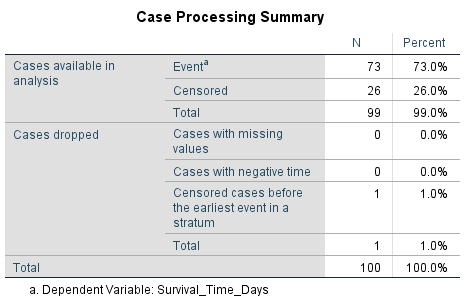 Case Processing Summary
N Percent
Cases available in Eventa 73 73.0%
analysis
Censored 26 26.0%
Total 99 99.0%
Cases dropped Cases with missing 0 0.0%
values
Cases with negative time 0 0.0%
Censored cases before 1 1.0%
the earliest event in a
stratum
Total 1 1.0%
Total 100 100.0%
a. Dependent Variable: Survival_Time_Days